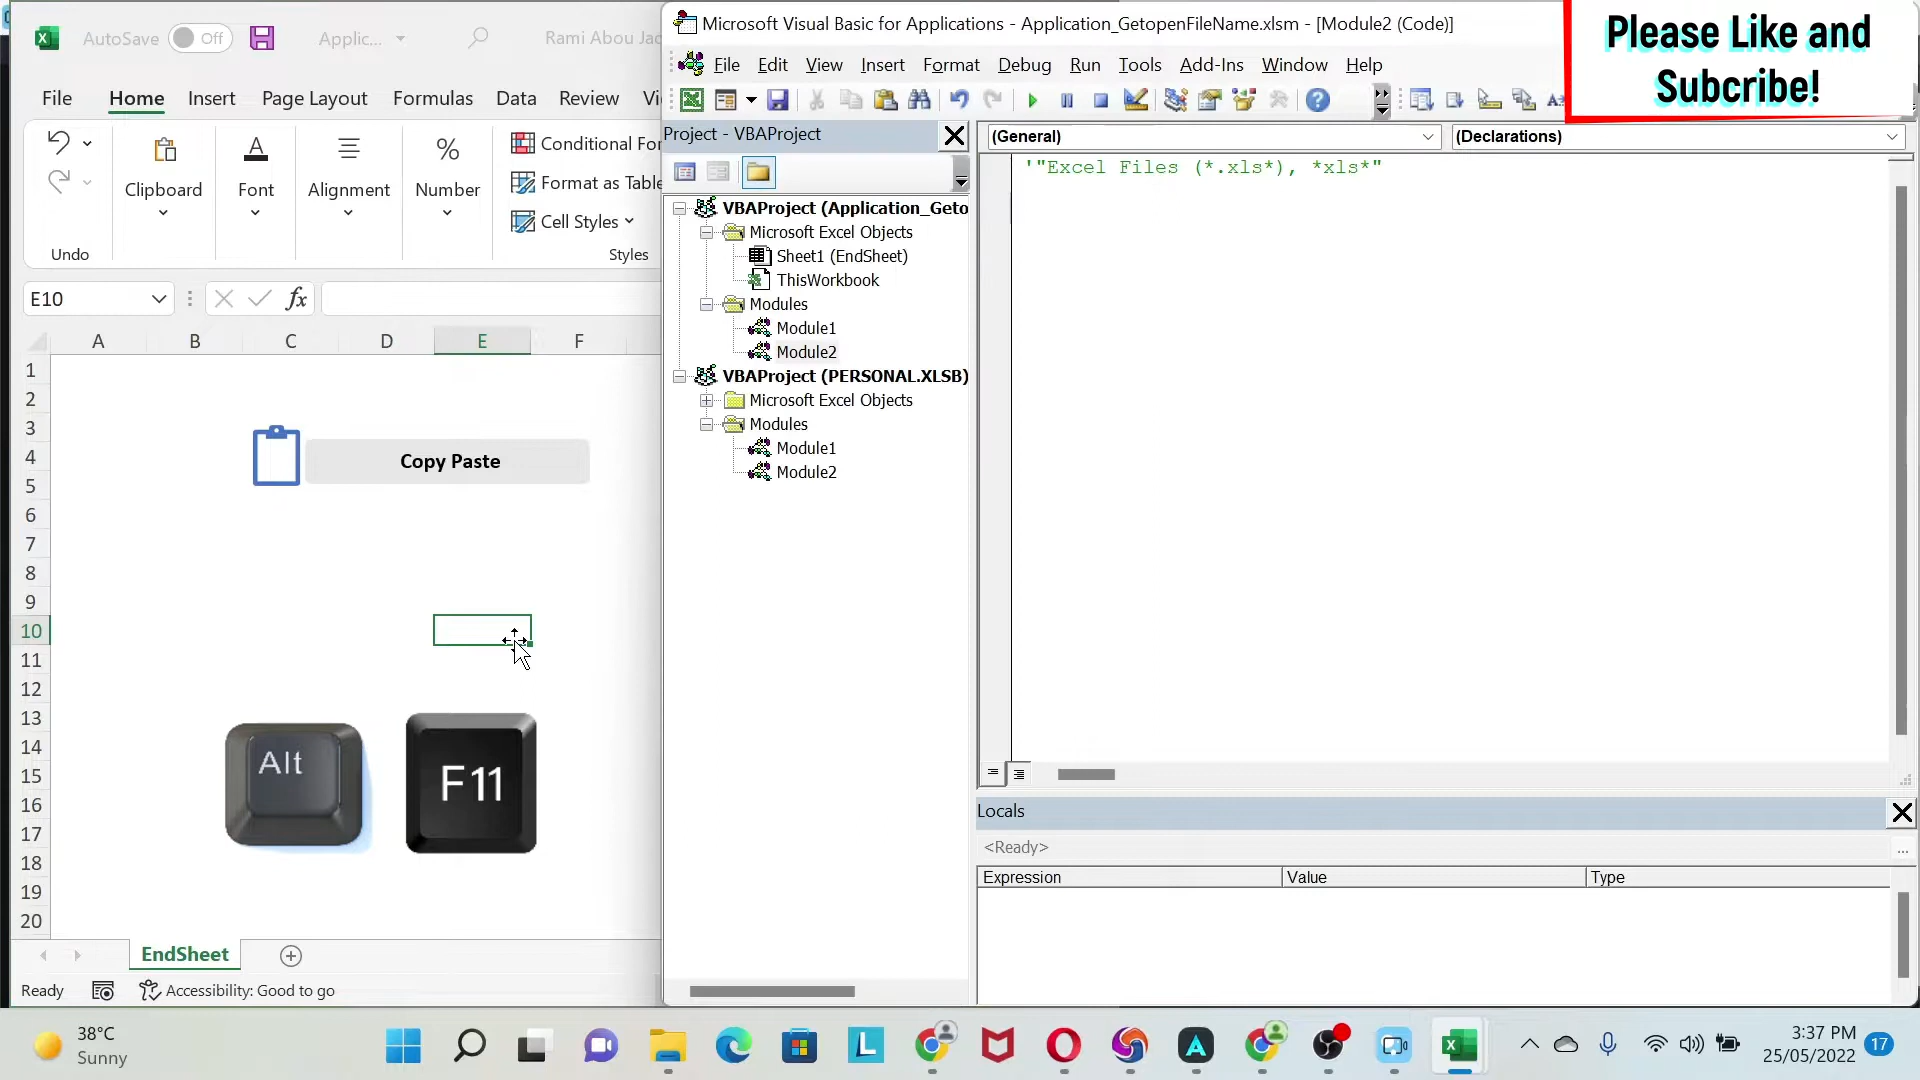 AutoSave Off
Applic...
Rami Abou Jao
File Home Insert Page Layout Formulas Data Review
Clipboard
Font
Alignment
Number
%
Conditional For
Format as Table
Cell Styles
Undo
Styles
E10
fx
A B C D E F
1
2
3
4
5
6
7
8
9
10
11
12
13
14
15
16
17
18
19
20
Copy Paste
Alt
F11
EndSheet
Ready
Accessibility: Good to go
Microsoft Visual Basic for Applications - Application_GetopenFileName.xlsm - [Module2 (Code)]
File Edit View Insert Format Debug Run Tools Add-Ins Window Help
Project - VBAProject
VBAProject (Application_Geto
Microsoft Excel Objects
Sheet1 (EndSheet)
ThisWorkbook
Modules
Module1
Module2
VBAProject (PERSONAL.XLSB)
Microsoft Excel Objects
Modules
Module1
Module2
(General)
(Declarations)
'"Excel Files (*.xls*), *xls*"
Locals
<Ready>
...
Expression Value Type
Please Like and
Subcribe!
38°C
Sunny
3:37 PM
25/05/2022
17